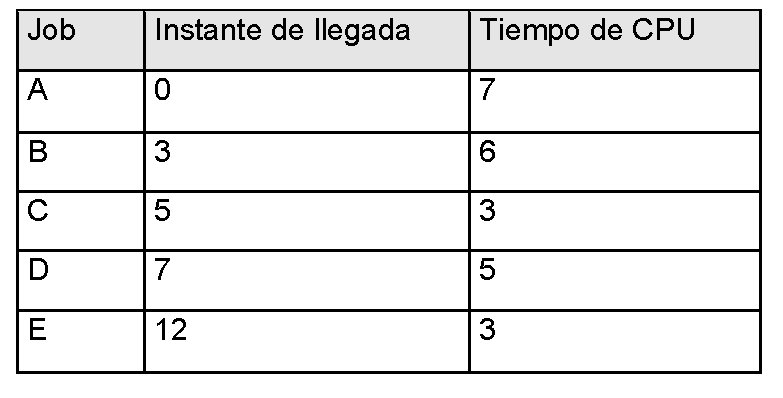 Job Instante de llegada Tiempo de CPU
A 0 7
B 3 6
C 5 3
D 7 5
E 12 3